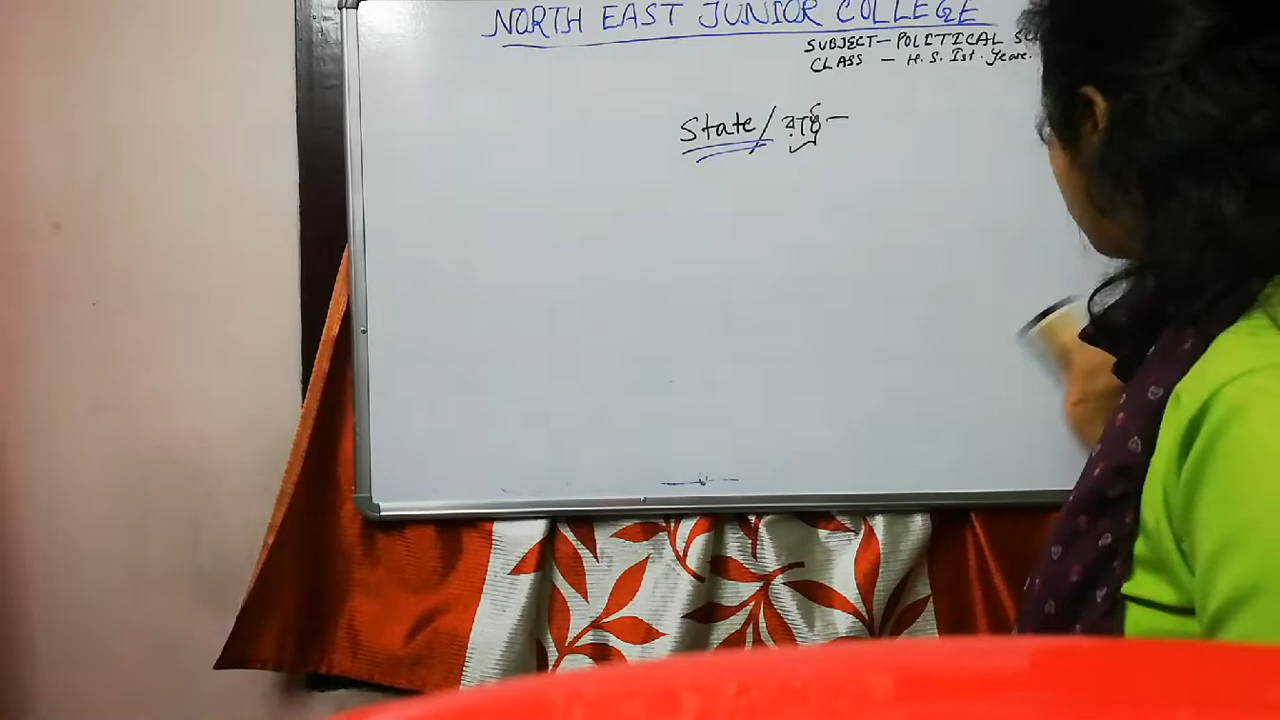 NORTH EAST JUNIOR COLLEGE
SUBJECT- POLITICAL
CLASS - H. S. Ist. Year.
State / ৰাষ্ট্ৰ -